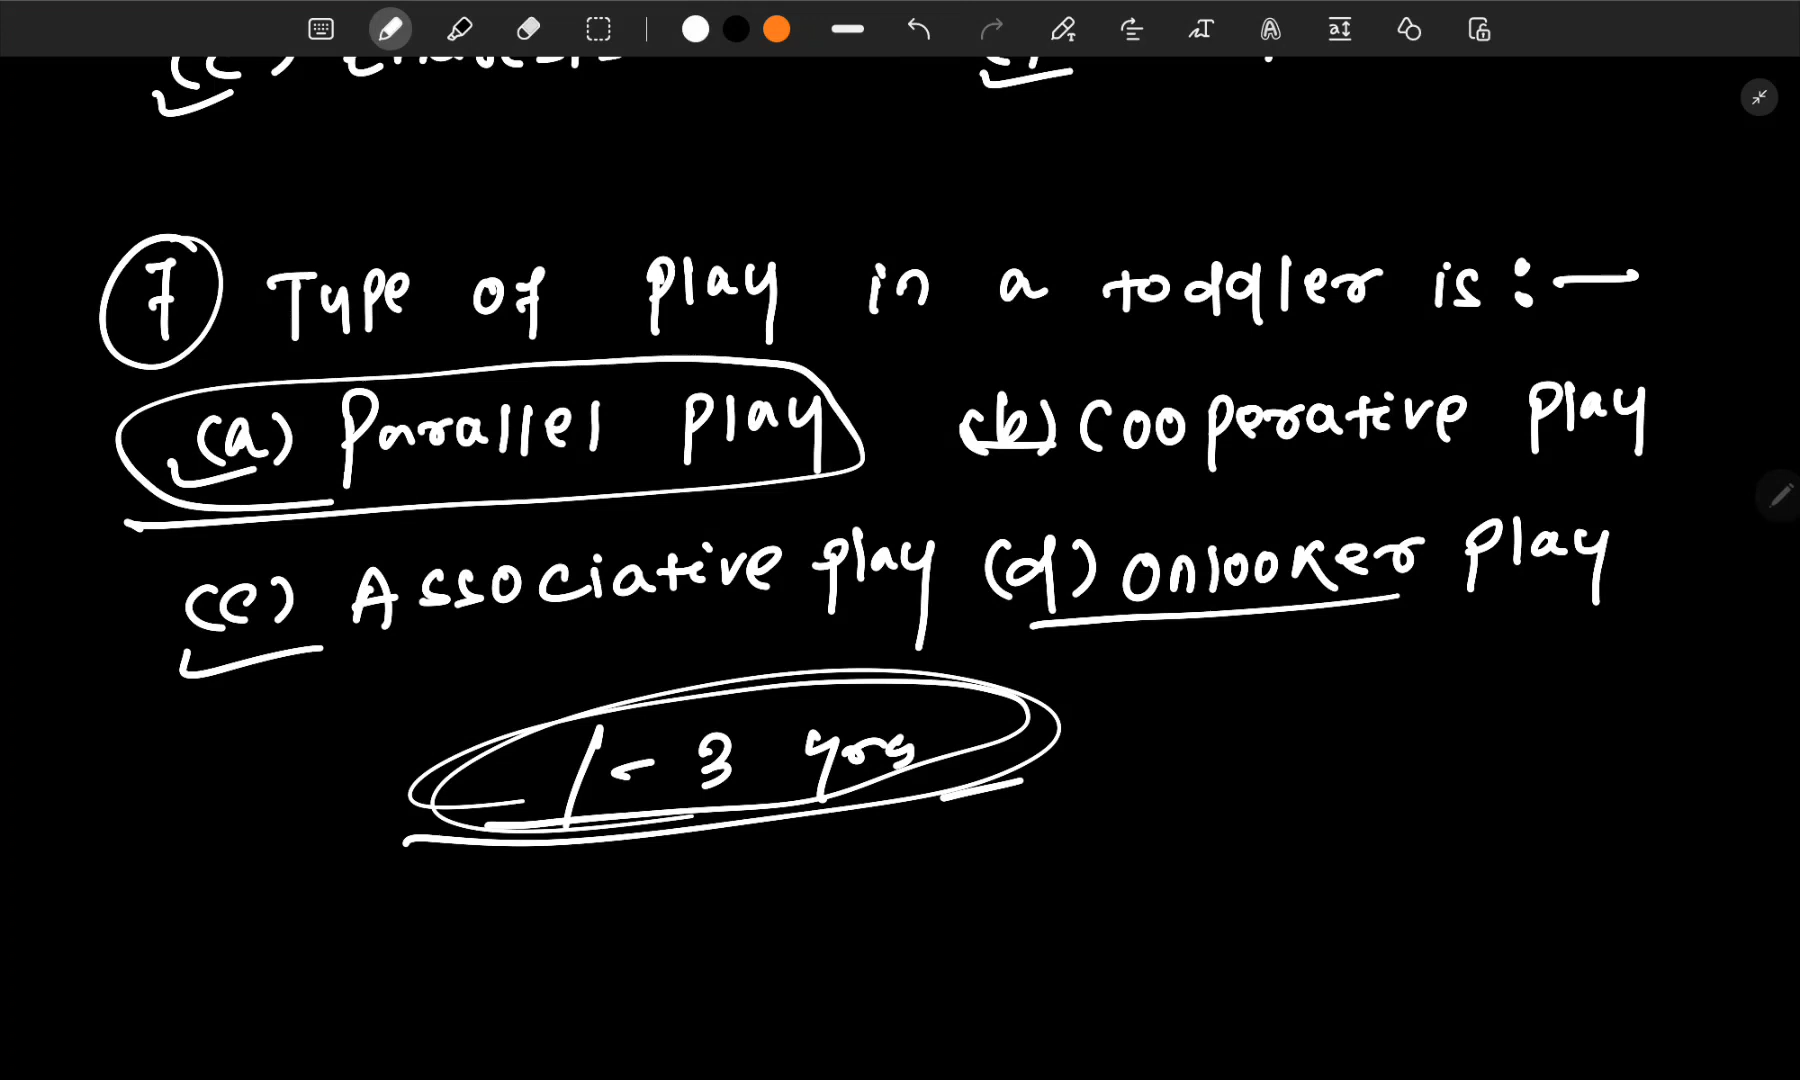 7 Type of play in a toddler is:-
(a) Parallel play (b) Cooperative play
(c) Associative play (d) Onlooker play
1-3 yrs